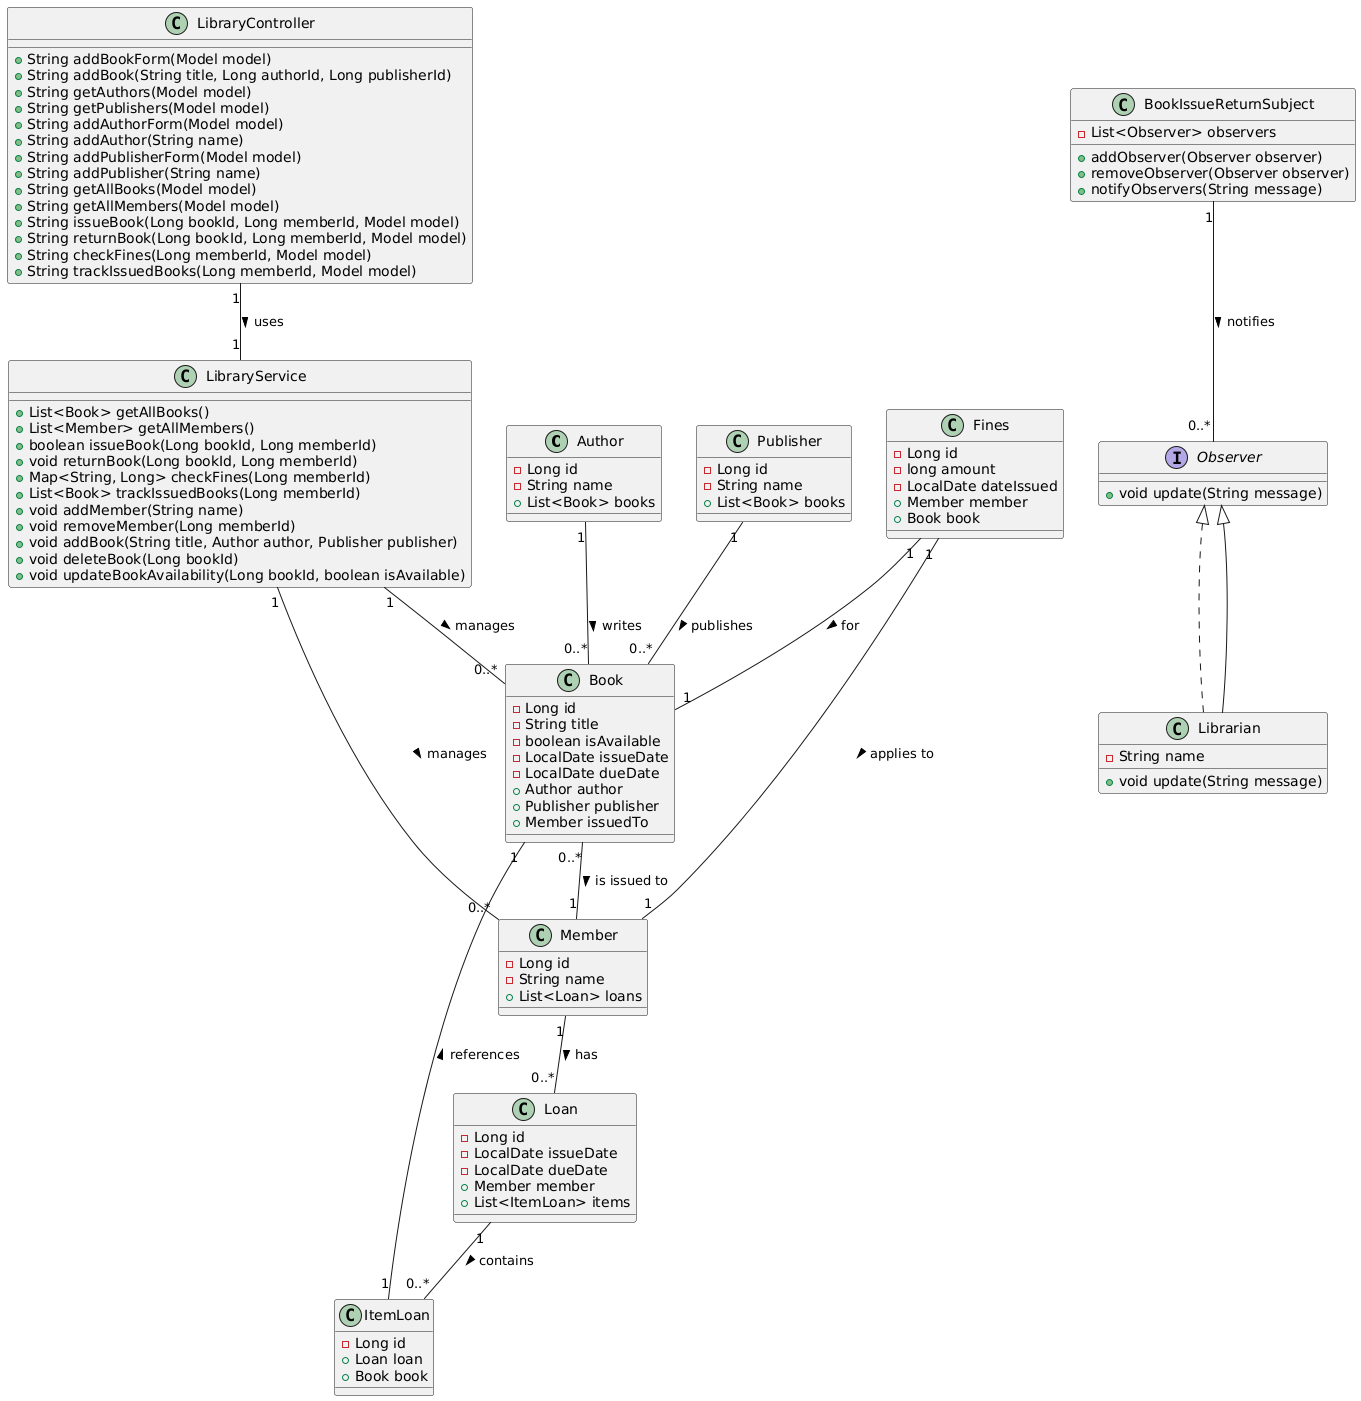 C LibraryController
String addBookForm(Model model)
String addBook(String title, Long authorId, Long publisherId)
String getAuthors(Model model)
String getPublishers(Model model)
String addAuthorForm(Model model)
String addAuthor(String name)
String addPublisherForm(Model model)
String addPublisher(String name)
String getAllBooks(Model model)
String getAllMembers(Model model)
String issueBook(Long bookId, Long memberId, Model model)
String returnBook(Long bookId, Long memberId, Model model)
String checkFines(Long memberId, Model model)
String trackIssuedBooks(Long memberId, Model model)
C BookIssueReturnSubject
List<Observer> observers
addObserver(Observer observer)
removeObserver(Observer observer)
notifyObservers(String message)
1
uses
1
1
notifies
0..*
C LibraryService
List<Book> getAllBooks()
List<Member> getAllMembers()
boolean issueBook(Long bookId, Long memberId)
void returnBook(Long bookId, Long memberId)
Map<String, Long> checkFines(Long memberId)
List<Book> trackIssuedBooks(Long memberId)
void addMember(String name)
void removeMember(Long memberId)
void addBook(String title, Author author, Publisher publisher)
void deleteBook(Long bookId)
void updateBookAvailability(Long bookId, boolean isAvailable)
C Author
Long id
String name
List<Book> books
C Publisher
Long id
String name
List<Book> books
C Fines
Long id
long amount
LocalDate dateIssued
Member member
Book book
I Observer
void update(String message)
1
1
1
1
1
1
manages
writes
publishes
for
0..*
0..*
0..*
1
C Book
Long id
String title
boolean isAvailable
LocalDate issueDate
LocalDate dueDate
Author author
Publisher publisher
Member issuedTo
C Librarian
String name
void update(String message)
manages
applies to
1
0..*
is issued to
0..*
1
1
C Member
Long id
String name
List<Loan> loans
1
references
has
0..*
C Loan
Long id
LocalDate issueDate
LocalDate dueDate
Member member
List<ItemLoan> items
1
contains
1
0..*
C ItemLoan
Long id
Loan loan
Book book